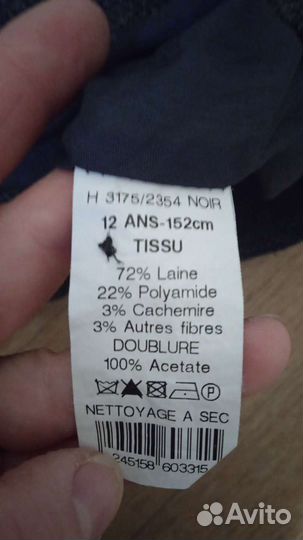 H 3175/2354 NOIR
12 ANS-152cm
TISSU
72% Laine
22% Polyamide
3% Cachemire
3% Autres fibres
DOUBLURE
100% Acetate
P
NETTOYAGE A SEC
245158 603315
Avito